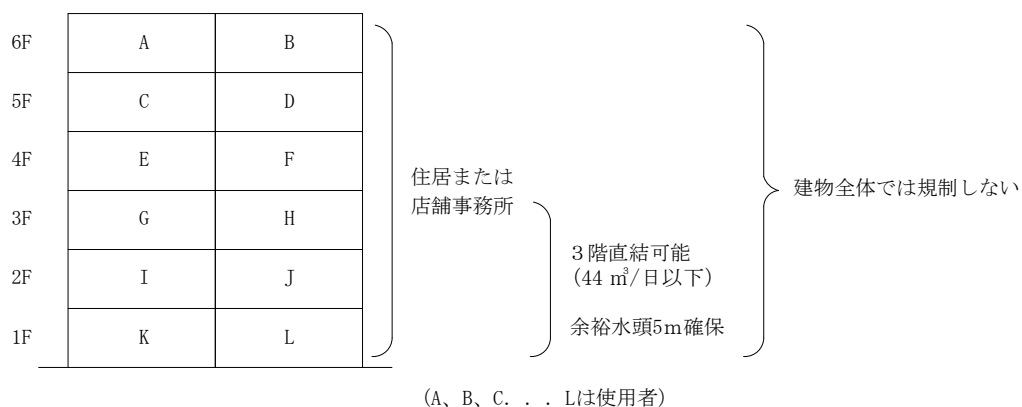 6F A B
5F C D
4F E F
住居または
店舗事務所
建物全体では規制しない
3F G H
3階直結可能
(44 ㎥/日以下)
2F I J
余裕水頭5m確保
1F K L
(A、B、C．．．Lは使用者)